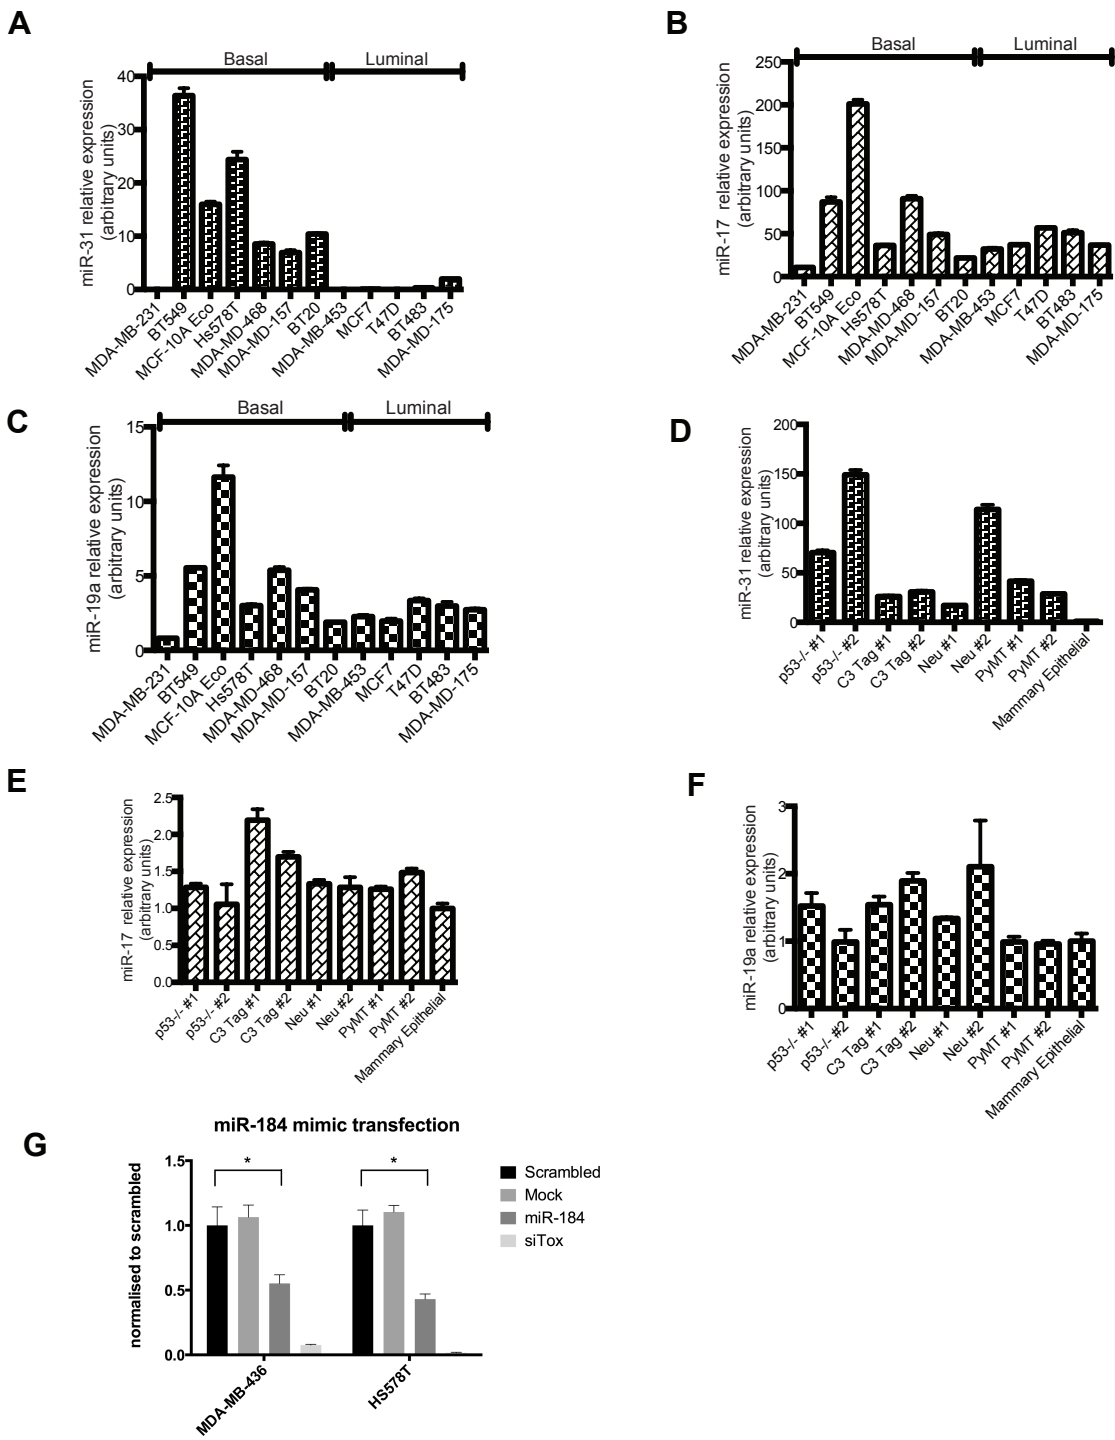 A
Basal
Luminal
miR-31 relative expression
(arbitrary units)
40
30
20
10
0
MDA-MB-231
BT549
MCF-10A Eco
Hs578T
MDA-MD-468
MDA-MD-157
BT20
MDA-MB-453
MCF7
T47D
BT483
MDA-MD-175
B
Basal
Luminal
miR-17 relative expression
(arbitrary units)
250
200
150
100
50
0
MDA-MB-231
BT549
MCF-10A Eco
Hs578T
MDA-MD-468
MDA-MD-157
BT20
MDA-MB-453
MCF7
T47D
BT483
MDA-MD-175
C
Basal
Luminal
miR-19a relative expression
(arbitrary units)
15
10
5
0
MDA-MB-231
BT549
MCF-10A Eco
Hs578T
MDA-MD-468
MDA-MD-157
BT20
MDA-MB-453
MCF7
T47D
BT483
MDA-MD-175
D
miR-31 relative expression
(arbitrary units)
200
150
100
50
0
p53-/- #1
p53-/- #2
C3 Tag #1
C3 Tag #2
Neu #1
Neu #2
PyMT #1
PyMT #2
Mammary Epithelial
E
miR-17 relative expression
(arbitrary units)
2.5
2.0
1.5
1.0
0.5
0.0
p53-/- #1
p53-/- #2
C3 Tag #1
C3 Tag #2
Neu #1
Neu #2
PyMT #1
PyMT #2
Mammary Epithelial
F
miR-19a relative expression
(arbitrary units)
3
2
1
0
p53-/- #1
p53-/- #2
C3 Tag #1
C3 Tag #2
Neu #1
Neu #2
PyMT #1
PyMT #2
Mammary Epithelial
G
miR-184 mimic transfection
normalised to scrambled
1.5
1.0
0.5
0.0
*
*
MDA-MB-436
HS578T
Scrambled
Mock
miR-184
siTox